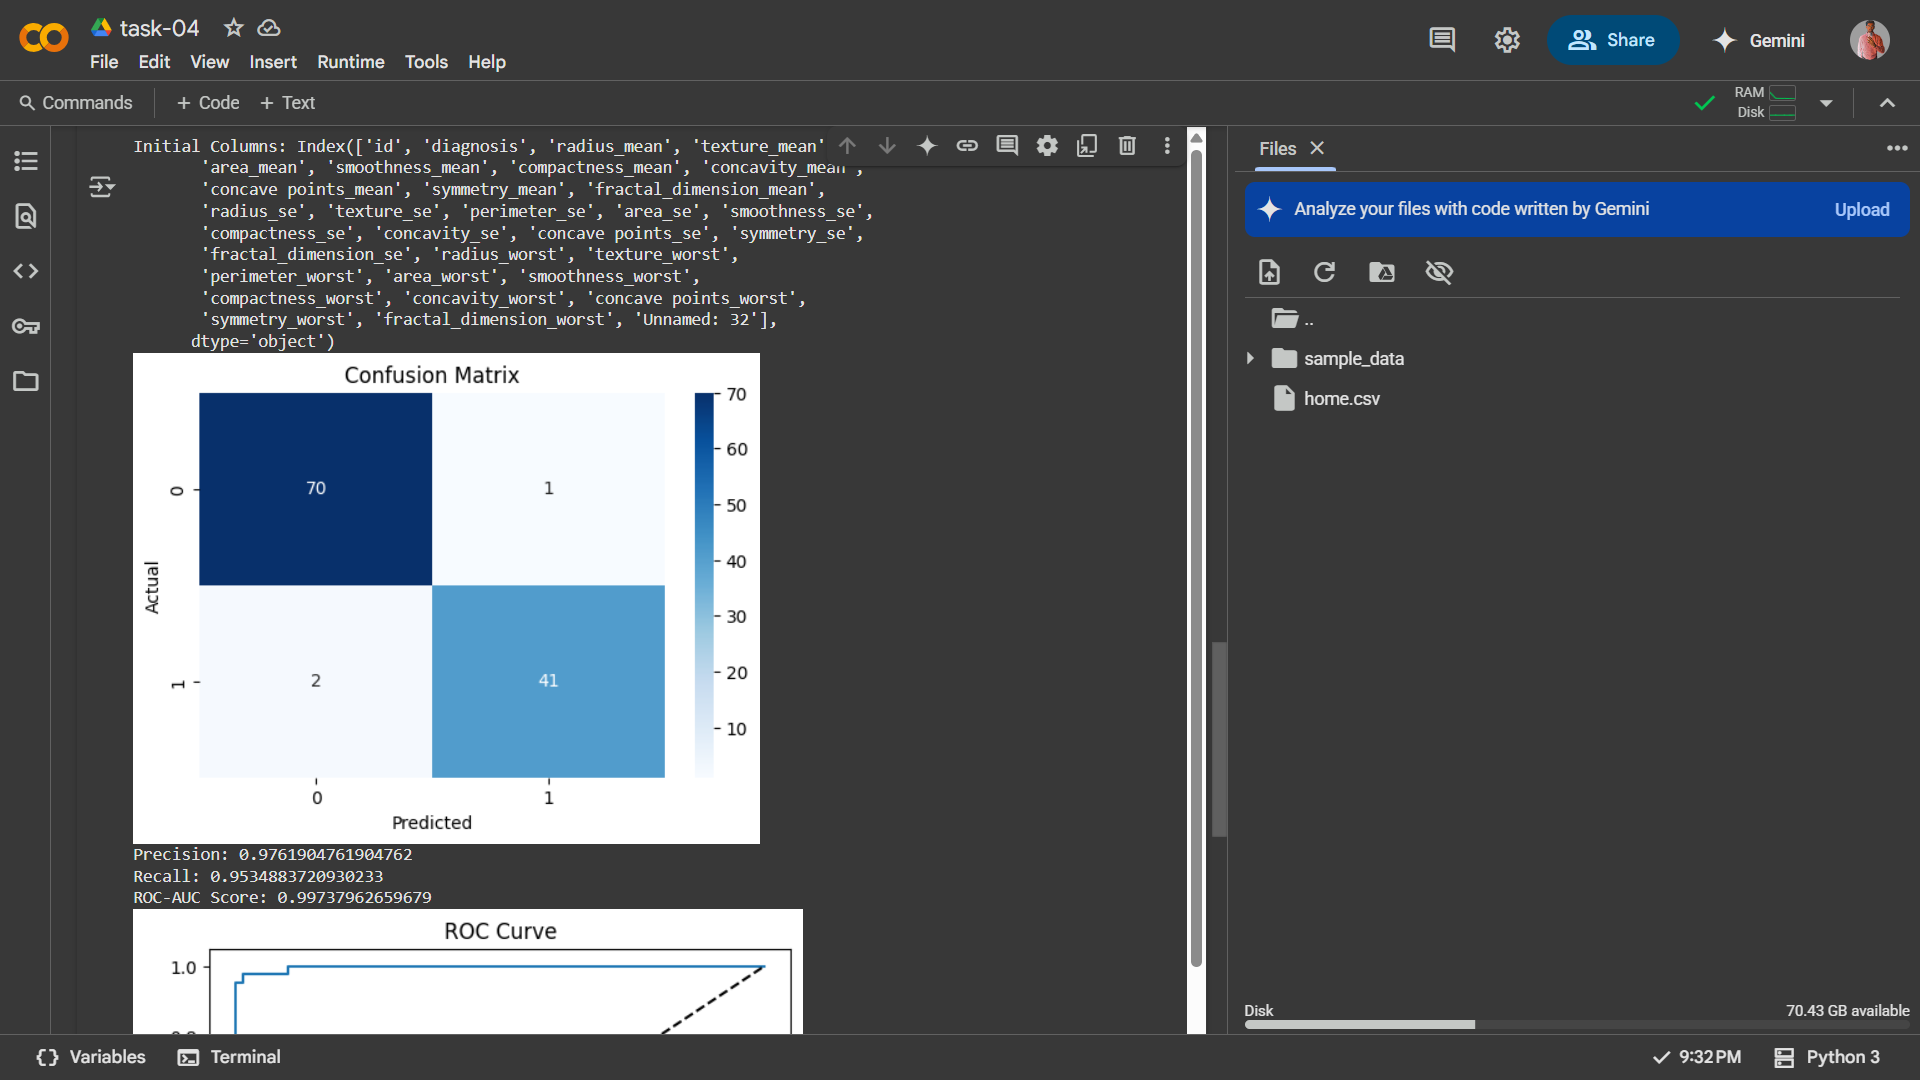 task-04
File Edit View Insert Runtime Tools Help
Share
Gemini
Commands + Code + Text
RAM
Disk
Initial Columns: Index(['id', 'diagnosis', 'radius_mean', 'texture_mean'
'area_mean', 'smoothness_mean', 'compactness_mean', 'concavity_mean',
'concave points_mean', 'symmetry_mean', 'fractal_dimension_mean',
'radius_se', 'texture_se', 'perimeter_se', 'area_se', 'smoothness_se',
'compactness_se', 'concavity_se', 'concave points_se', 'symmetry_se',
'fractal_dimension_se', 'radius_worst', 'texture_worst',
'perimeter_worst', 'area_worst', 'smoothness_worst',
'compactness_worst', 'concavity_worst', 'concave points_worst',
'symmetry_worst', 'fractal_dimension_worst', 'Unnamed: 32'],
dtype='object')
Confusion Matrix
70
60
50
40
30
20
10
0
70
1
Actual
1
2
41
0
1
Predicted
Precision: 0.9761904761904762
Recall: 0.9534883720930233
ROC-AUC Score: 0.99737962659679
ROC Curve
1.0
Files
Analyze your files with code written by Gemini
Upload
..
sample_data
home.csv
Disk
70.43 GB available
Variables
Terminal
9:32 PM
Python 3